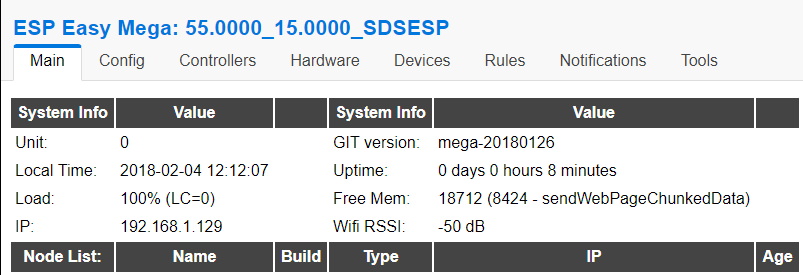 ESP Easy Mega: 55.0000_15.0000_SDSESP
Main Config Controllers Hardware Devices Rules Notifications Tools
System Info Value System Info Value
Unit: 0 GIT version: mega-20180126
Local Time: 2018-02-04 12:12:07 Uptime: 0 days 0 hours 8 minutes
Load: 100% (LC=0) Free Mem: 18712 (8424 - sendWebPageChunkedData)
IP: 192.168.1.129 Wifi RSSI: -50 dB
Node List: Name Build Type IP Age